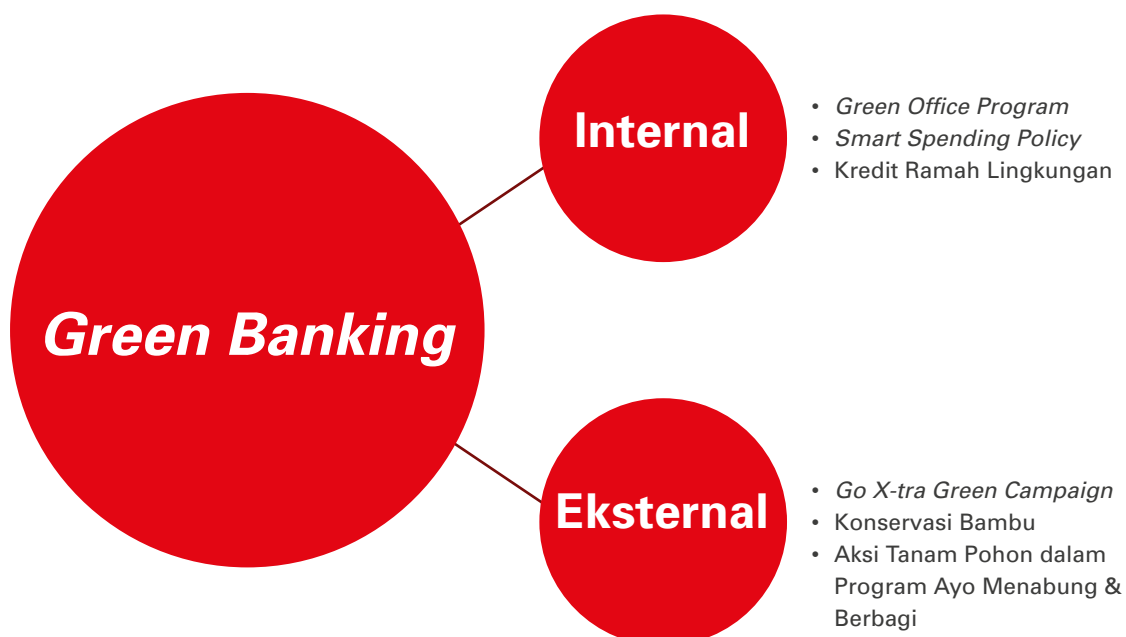 Green Banking
Internal
• Green Office Program
• Smart Spending Policy
• Kredit Ramah Lingkungan
Eksternal
• Go X-tra Green Campaign
• Konservasi Bambu
• Aksi Tanam Pohon dalam
Program Ayo Menabung &
Berbagi